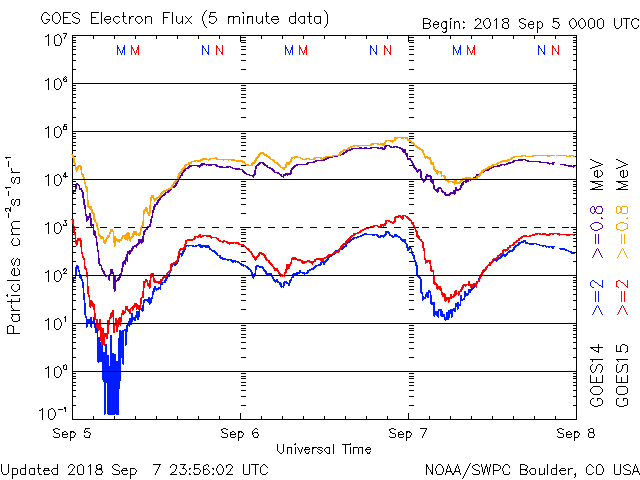 GOES Electron Flux (5 minute data)
Begin: 2018 Sep 5 0000 UTC
10⁷
M M N N M M N N M M N N
10⁶
10⁵
10⁴
10³
10²
10¹
10⁰
10⁻¹
Particles cm⁻²s⁻¹sr⁻¹
GOES14 >=2 >=0.8 MeV
GOES15 >=2 >=0.8 MeV
Sep 5 Sep 6 Sep 7 Sep 8
Universal Time
Updated 2018 Sep 7 23:56:02 UTC
NOAA/SWPC Boulder, CO USA